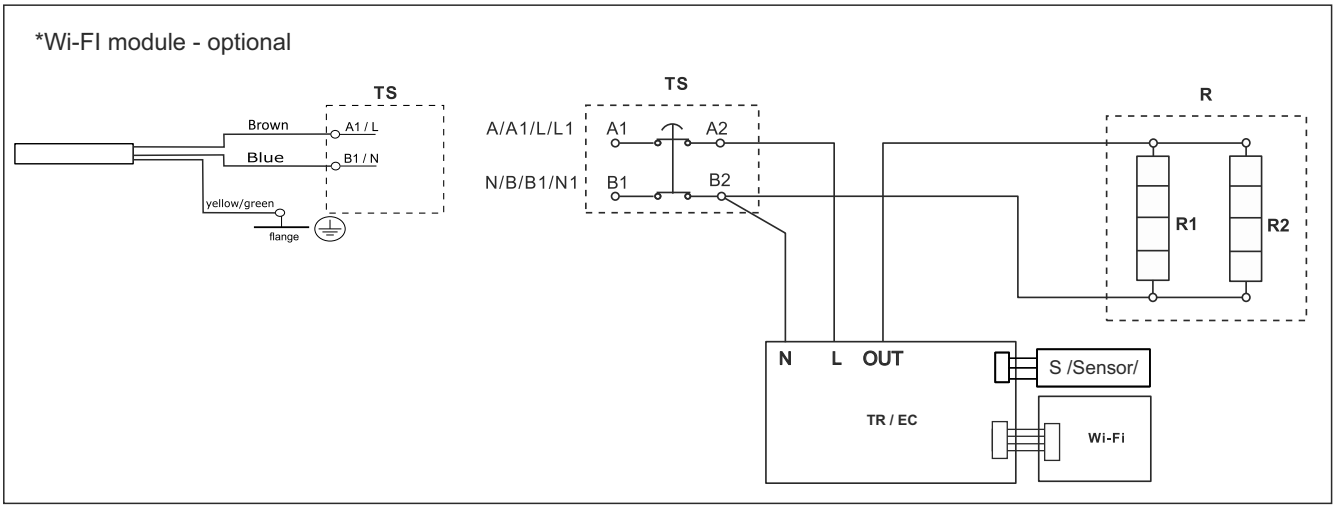 *Wi-FI module - optional
TS
Brown
A1 / L
Blue
B1 / N
yellow/green
flange
TS
A/A1/L/L1
A1
A2
N/B/B1/N1
B1
B2
R
R1
R2
N
L
OUT
TR / EC
S /Sensor/
Wi-Fi